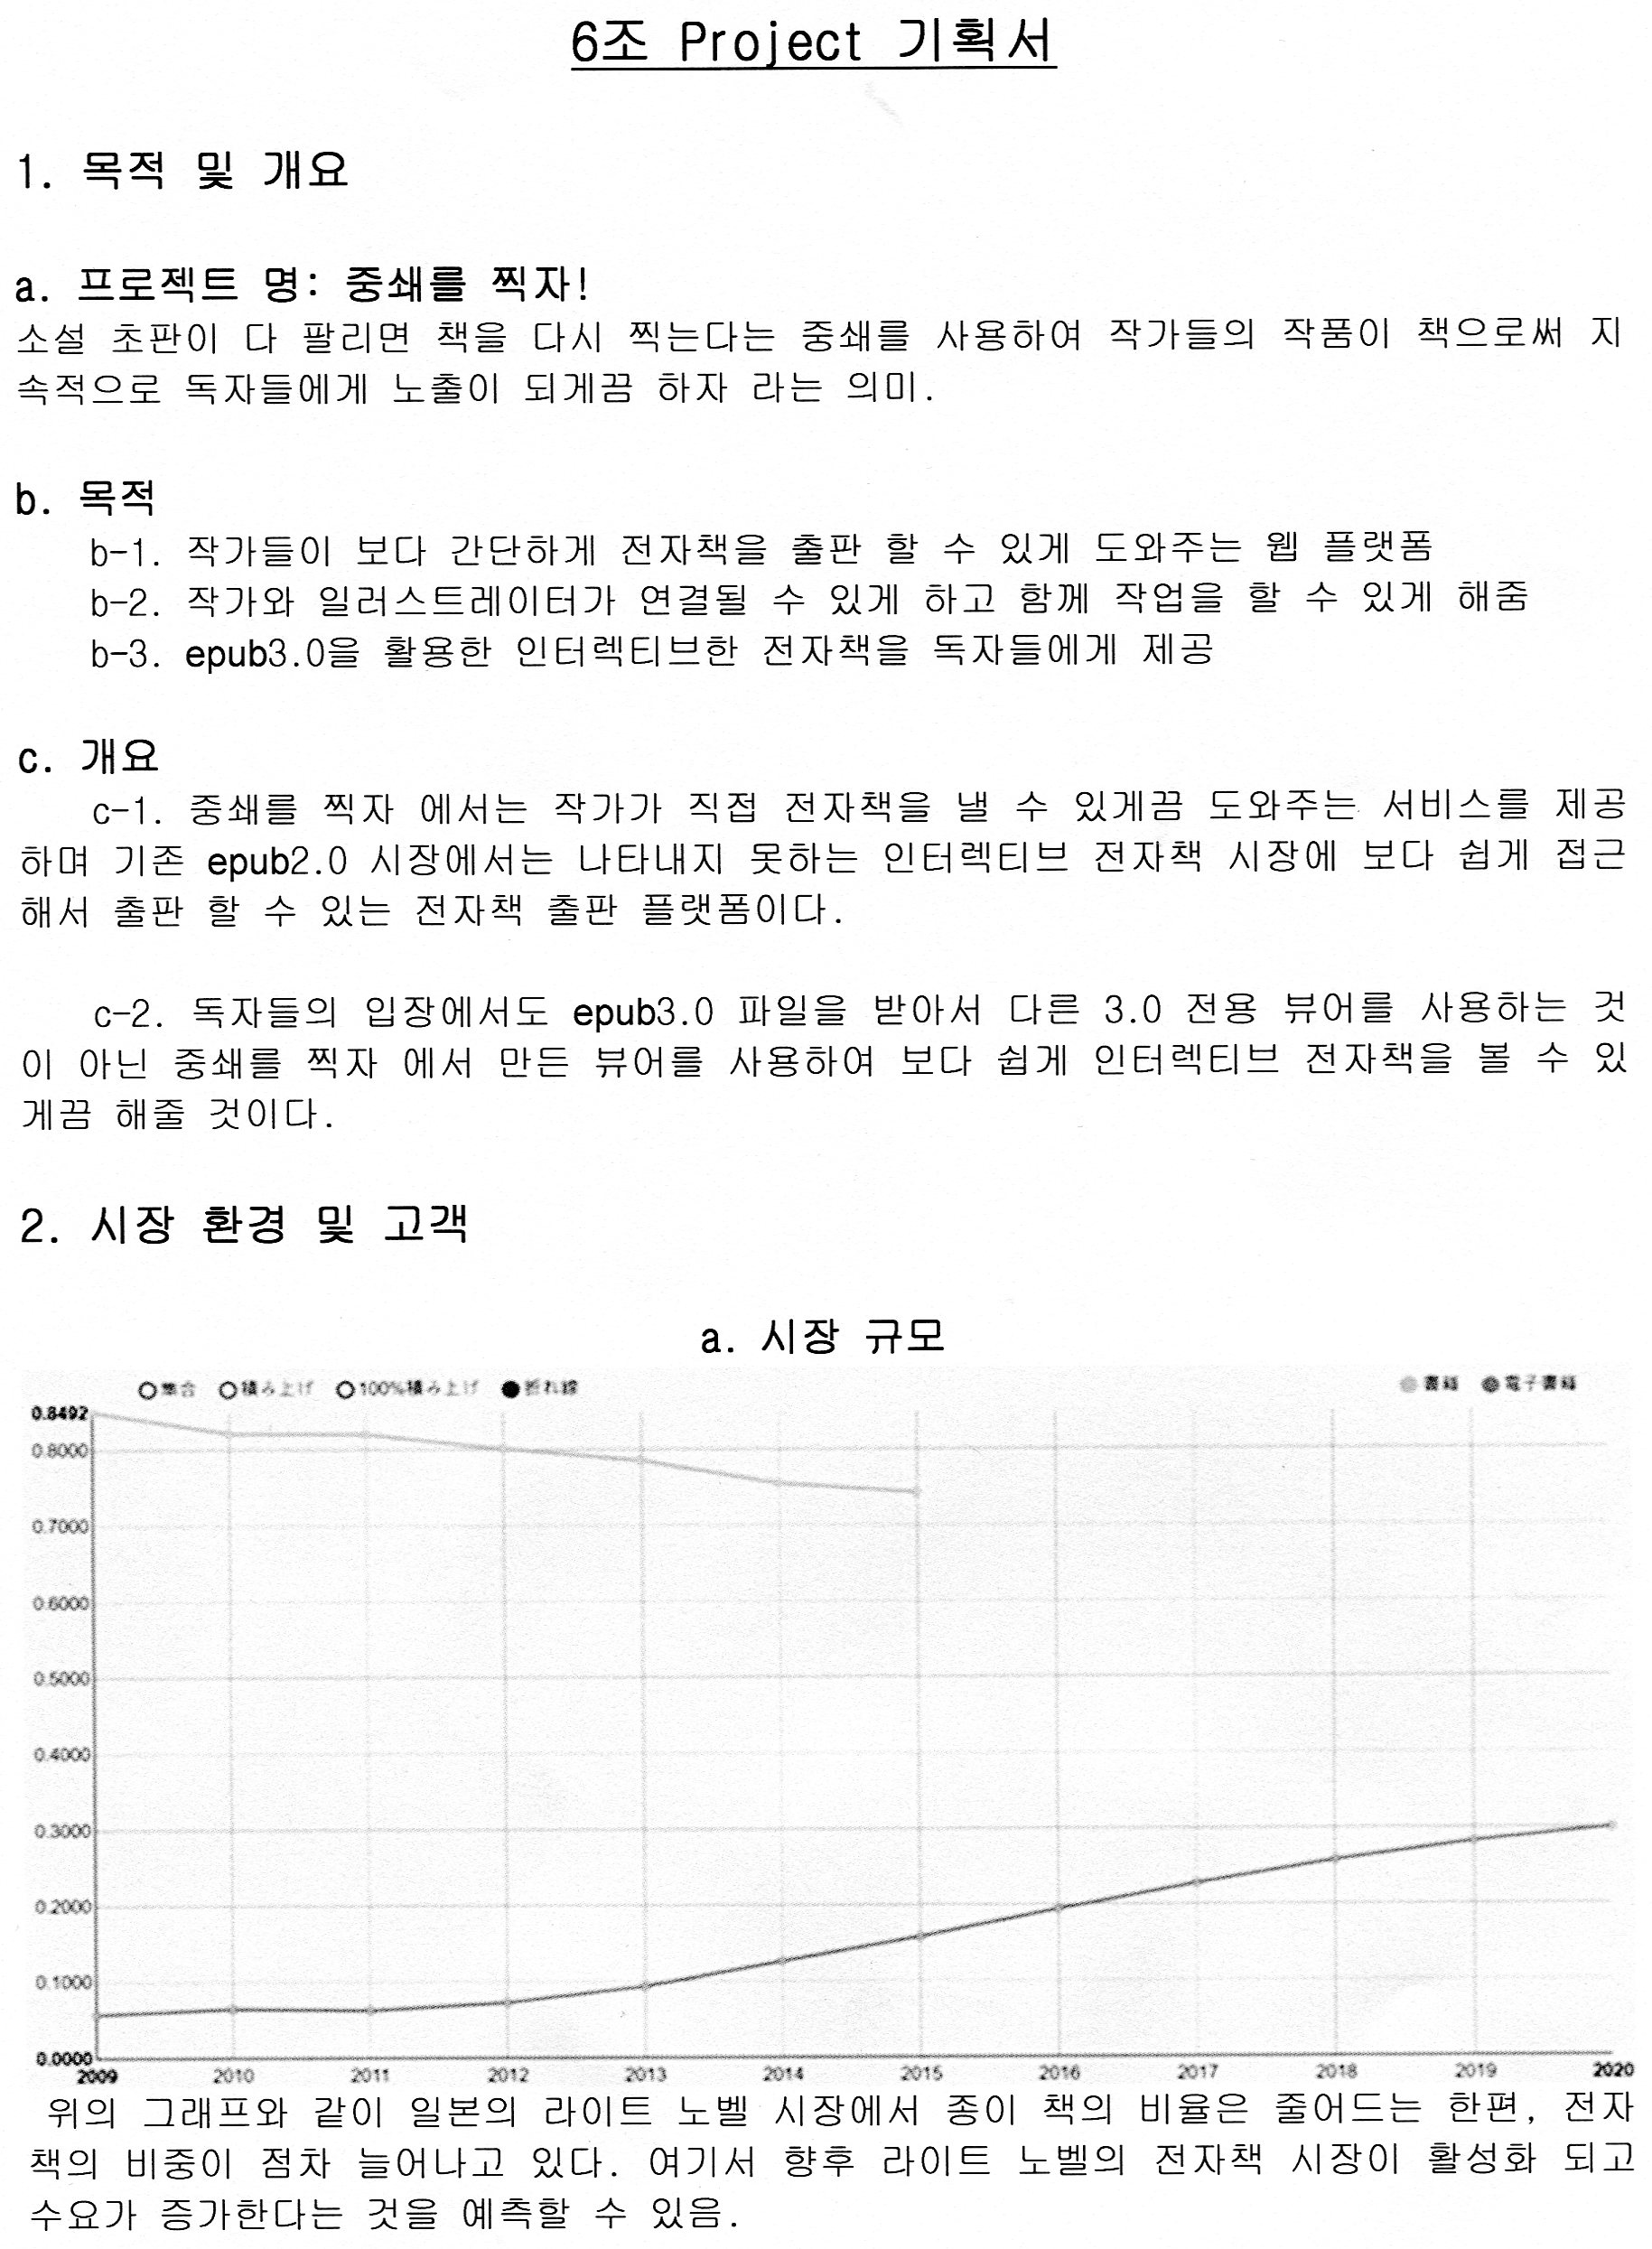 6조 Project 기획서
1. 목적 및 개요
a. 프로젝트 명: 중쇄를 찍자!
소설 초판이 다 팔리면 책을 다시 찍는다는 중쇄를 사용하여 작가들의 작품이 책으로써 지
속적으로 독자들에게 노출이 되게끔 하자 라는 의미.
b. 목적
b-1. 작가들이 보다 간단하게 전자책을 출판 할 수 있게 도와주는 웹 플랫폼
b-2. 작가와 일러스트레이터가 연결될 수 있게 하고 함께 작업을 할 수 있게 해줌
b-3. epub3.0을 활용한 인터렉티브한 전자책을 독자들에게 제공
c. 개요
c-1. 중쇄를 찍자 에서는 작가가 직접 전자책을 낼 수 있게끔 도와주는 서비스를 제공
하며 기존 epub2.0 시장에서는 나타내지 못하는 인터렉티브 전자책 시장에 보다 쉽게 접근
해서 출판 할 수 있는 전자책 출판 플랫폼이다.
c-2. 독자들의 입장에서도 epub3.0 파일을 받아서 다른 3.0 전용 뷰어를 사용하는 것
이 아닌 중쇄를 찍자 에서 만든 뷰어를 사용하여 보다 쉽게 인터렉티브 전자책을 볼 수 있
게끔 해줄 것이다.
2. 시장 환경 및 고객
a. 시장 규모
集合 積み上げ 100%積み上げ 折れ線 書籍 電子書籍
0.8492
0.8000
0.7000
0.6000
0.5000
0.4000
0.3000
0.2000
0.1000
0.0000
2009 2010 2011 2012 2013 2014 2015 2016 2017 2018 2019 2020
위의 그래프와 같이 일본의 라이트 노벨 시장에서 종이 책의 비율은 줄어드는 한편, 전자
책의 비중이 점차 늘어나고 있다. 여기서 향후 라이트 노벨의 전자책 시장이 활성화 되고
수요가 증가한다는 것을 예측할 수 있음.